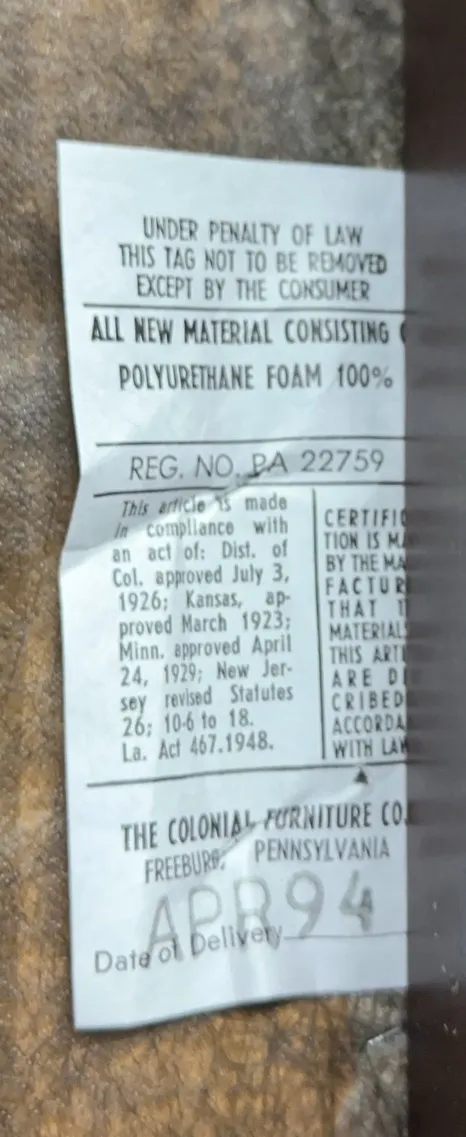 UNDER PENALTY OF LAW
THIS TAG NOT TO BE REMOVED
EXCEPT BY THE CONSUMER
ALL NEW MATERIAL CONSISTING
POLYURETHANE FOAM 100%
REG. NO. PA 22759
This article is made
in compliance with
an act of: Dist. of
Col. approved July 3,
1926; Kansas, ap-
proved March 1923;
Minn. approved April
24, 1929; New Jer-
sey revised Statutes
26; 10-6 to 18.
La. Act 467.1948.
CERTIFIC
TION IS MA
BY THE MA
FACTUR
THAT T
MATERIALS
THIS ARTI
ARE D
CRIBED
ACCORDA
WITH LAW
THE COLONIAL FURNITURE CO.
FREEBURG, PENNSYLVANIA
APR 94
Date of Delivery